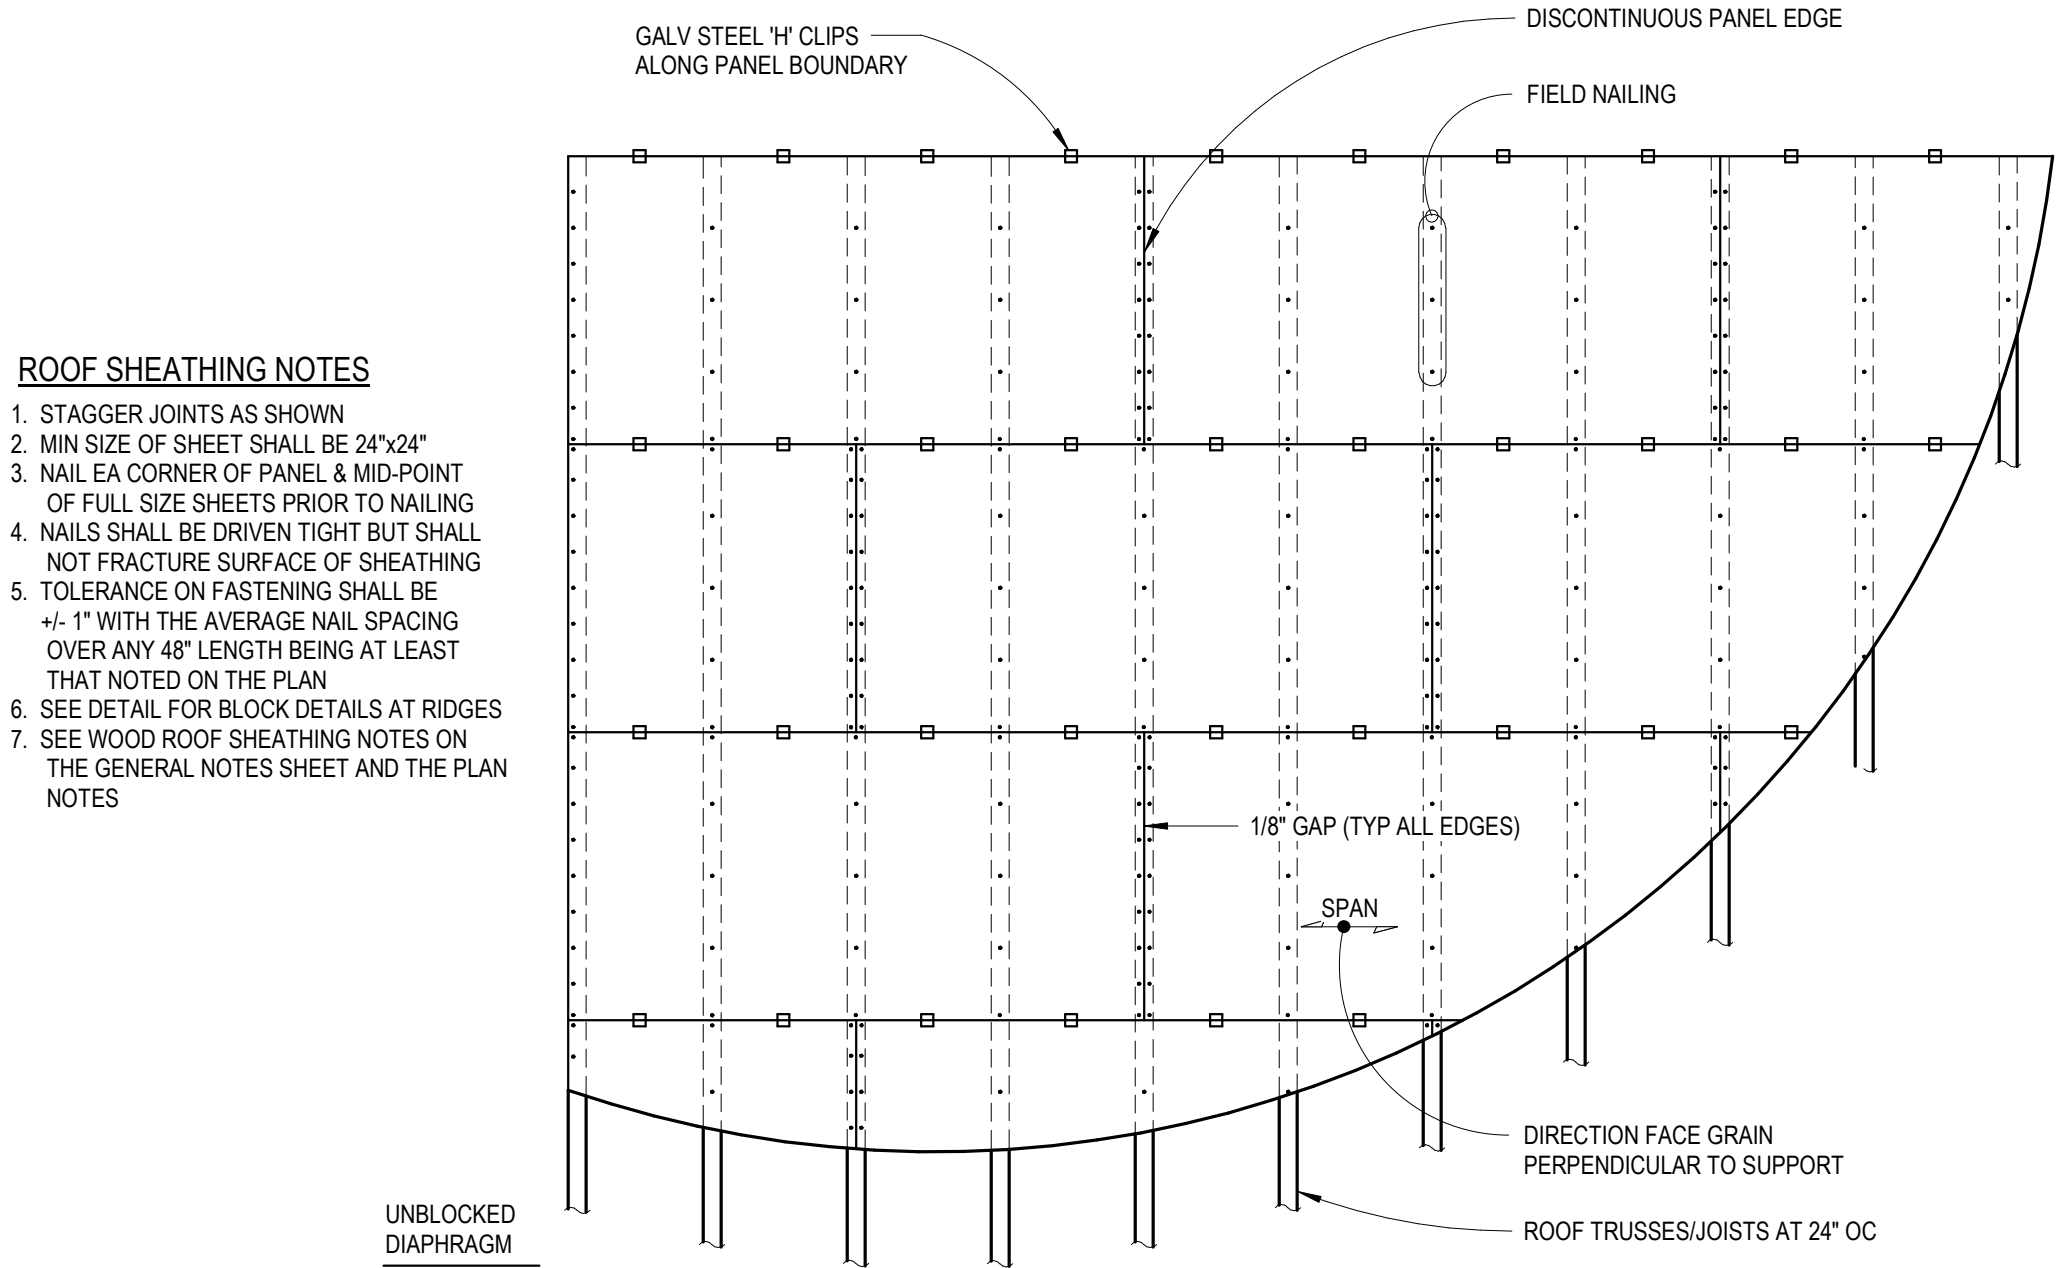 GALV STEEL 'H' CLIPS
ALONG PANEL BOUNDARY
DISCONTINUOUS PANEL EDGE
FIELD NAILING
ROOF SHEATHING NOTES
1. STAGGER JOINTS AS SHOWN
2. MIN SIZE OF SHEET SHALL BE 24"x24"
3. NAIL EA CORNER OF PANEL & MID-POINT
OF FULL SIZE SHEETS PRIOR TO NAILING
4. NAILS SHALL BE DRIVEN TIGHT BUT SHALL
NOT FRACTURE SURFACE OF SHEATHING
5. TOLERANCE ON FASTENING SHALL BE
+/- 1" WITH THE AVERAGE NAIL SPACING
OVER ANY 48" LENGTH BEING AT LEAST
THAT NOTED ON THE PLAN
6. SEE DETAIL FOR BLOCK DETAILS AT RIDGES
7. SEE WOOD ROOF SHEATHING NOTES ON
THE GENERAL NOTES SHEET AND THE PLAN
NOTES
1/8" GAP (TYP ALL EDGES)
SPAN
DIRECTION FACE GRAIN
PERPENDICULAR TO SUPPORT
ROOF TRUSSES/JOISTS AT 24" OC
UNBLOCKED
DIAPHRAGM